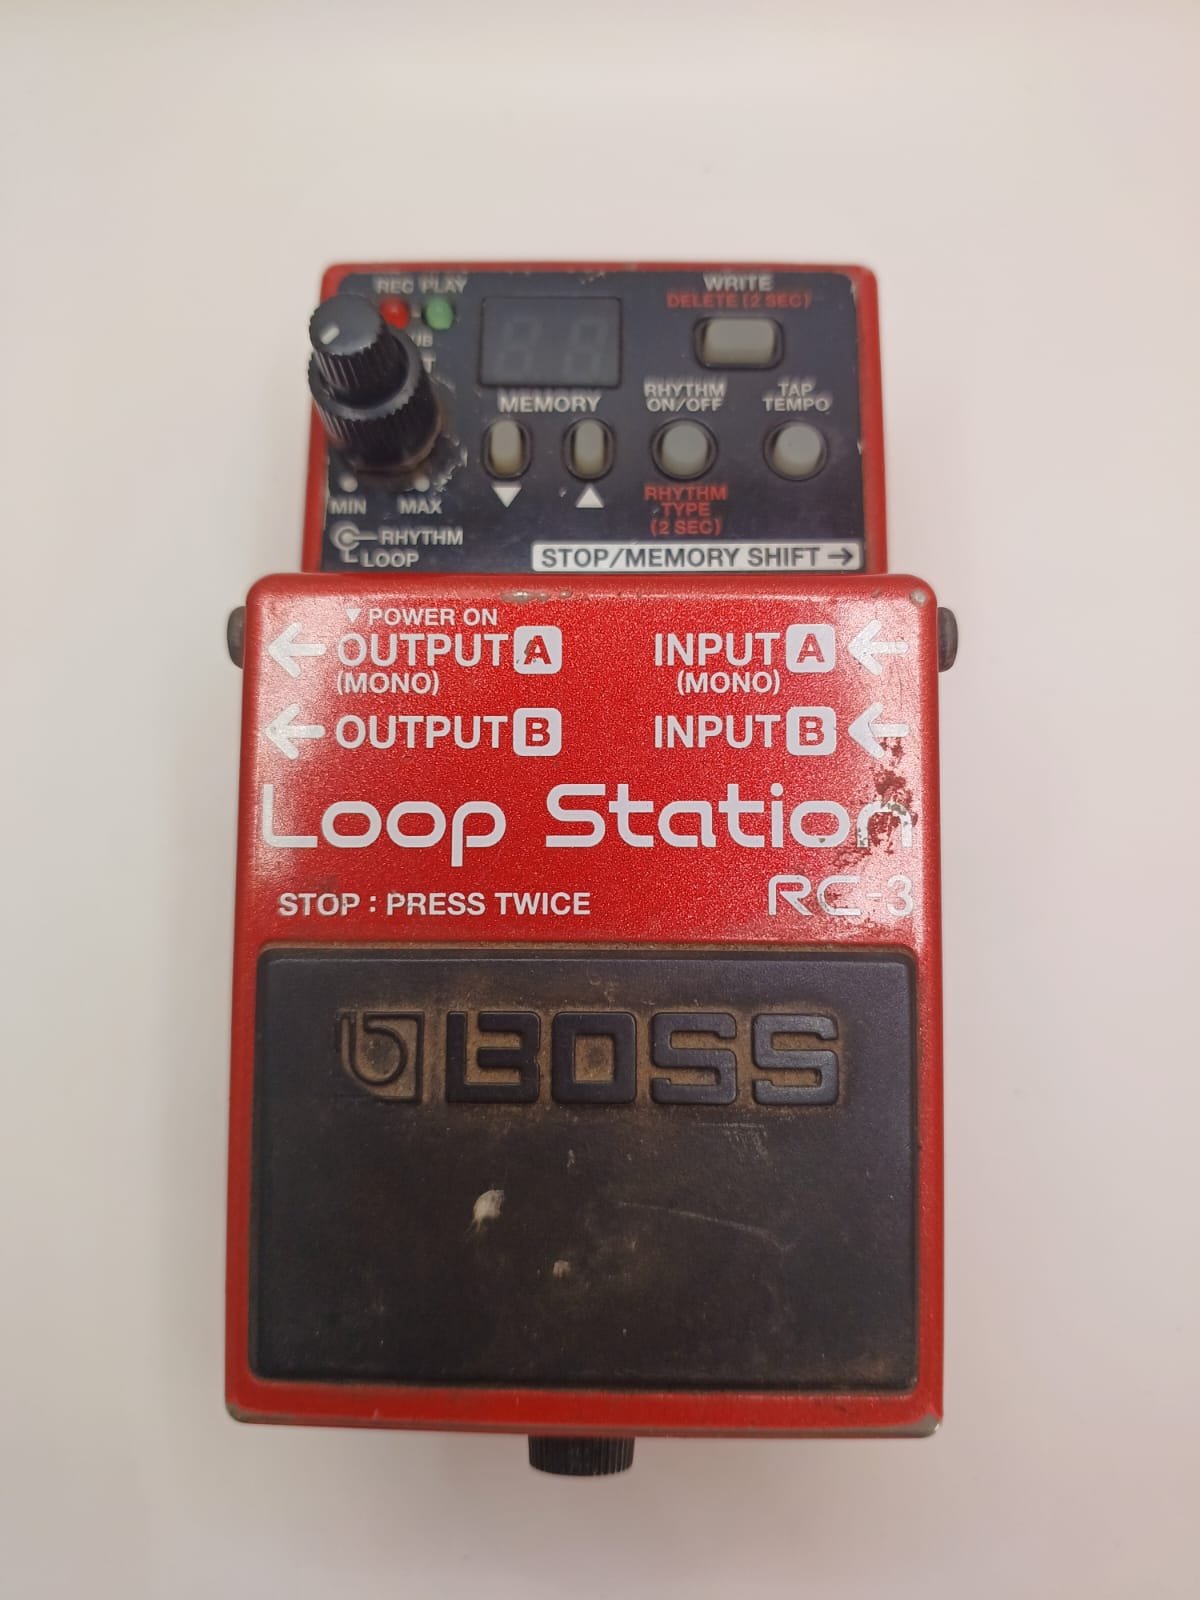 REC PLAY
WRITE
DELETE (2 SEC)
MEMORY
RHYTHM
ON/OFF
TAP
TEMPO
▼
▲
MIN
MAX
RHYTHM
TYPE
(2 SEC)
RHYTHM
LOOP
STOP/MEMORY SHIFT →
▼ POWER ON
← OUTPUT A
(MONO)
INPUT A ←
(MONO)
← OUTPUT B
INPUT B ←
Loop Station
STOP : PRESS TWICE
RC-3
BOSS